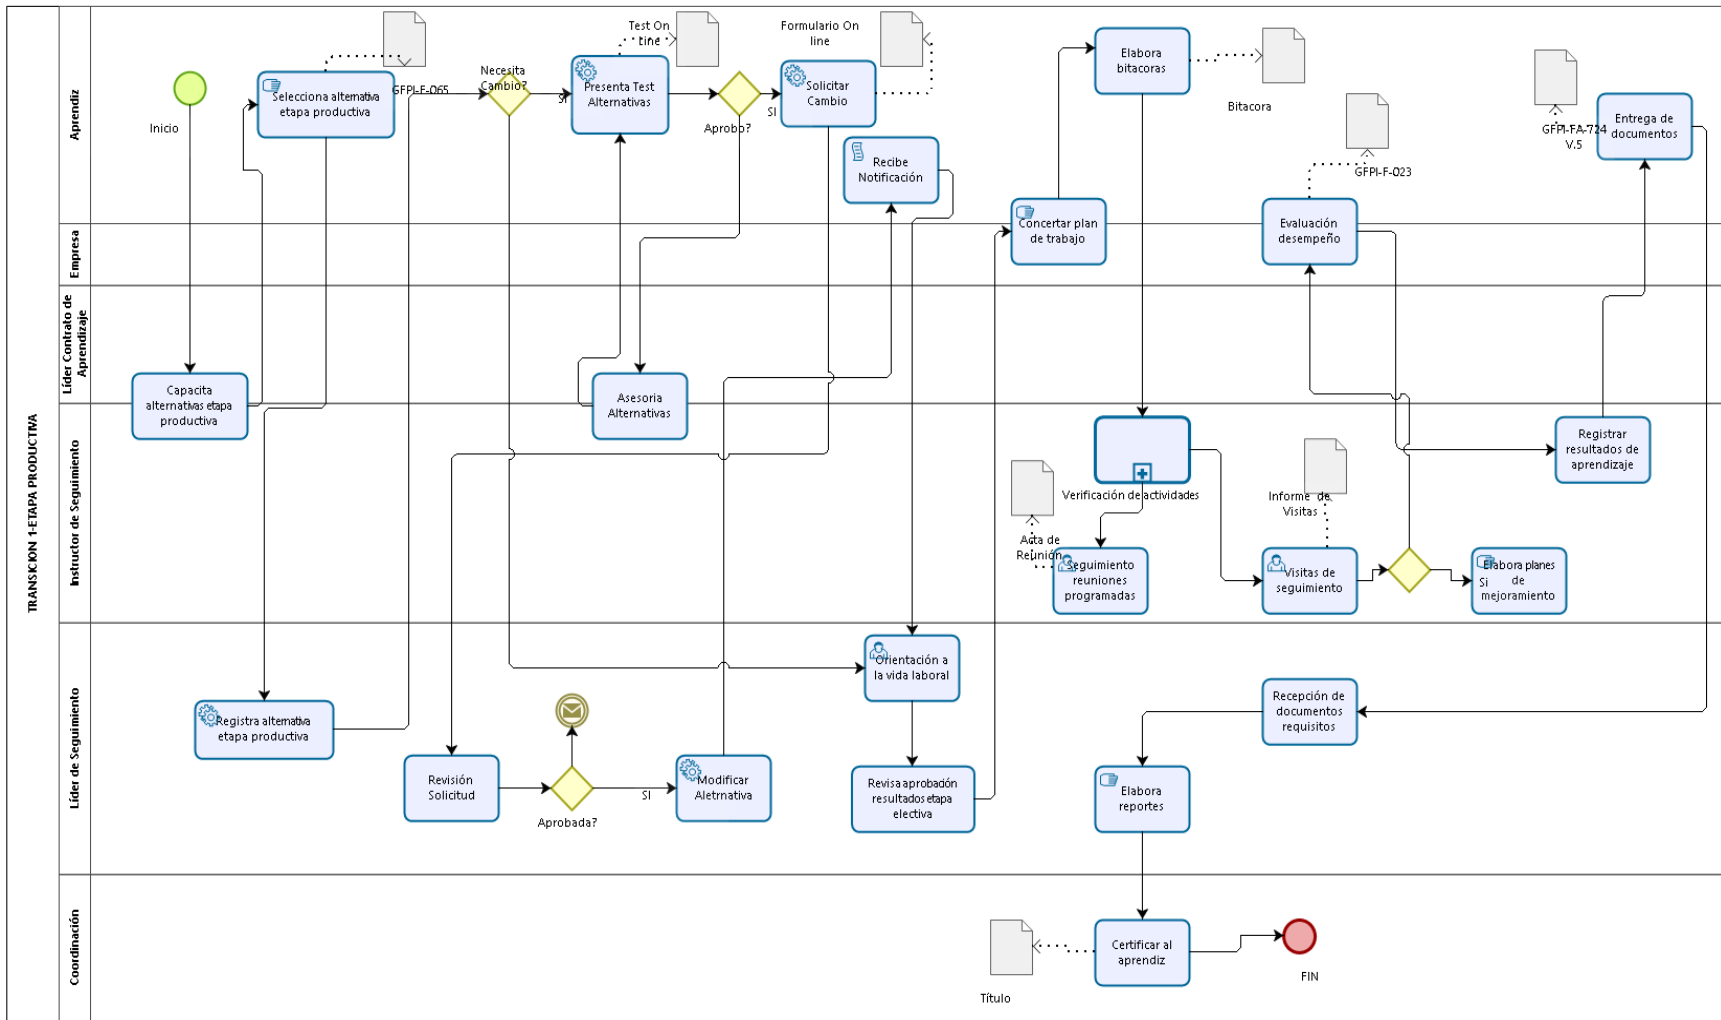 TRANSICION 1-ETAPA PRODUCTIVA
Aprendiz
Inicio
Selecciona alternativa
etapa productiva
GFPI-F-065
Necesita
Cambio?
SI
Test On
line
Presenta Test
Alternativas
Aprobo?
SI
Formulario On
line
Solicitar
Cambio
Recibe
Notificación
Elabora
bitacoras
Bitacora
GFPI-F-023
GFPI-FA-724
V.5
Entrega de
documentos
Empresa
Concertar plan
de trabajo
Evaluación
desempeño
Líder Contrato de
Aprendizaje
Capacita
alternativas etapa
productiva
Asesoria
Alternativas
Instructor de Seguimiento
Verificación de actividades
Acta de
Reunión
Seguimiento
reuniones
programadas
Informe de
Visitas
Visitas de
seguimiento
Si
Elabora planes
de
mejoramiento
Registrar
resultados de
aprendizaje
Líder de Seguimiento
Registra alternativa
etapa productiva
Revisión
Solicitud
Aprobada?
SI
Modificar
Aletrnativa
Orientación a
la vida laboral
Revisa aprobación
resultados etapa
electiva
Recepción de
documentos
requisitos
Elabora
reportes
Coordinación
Título
Certificar al
aprendiz
FIN